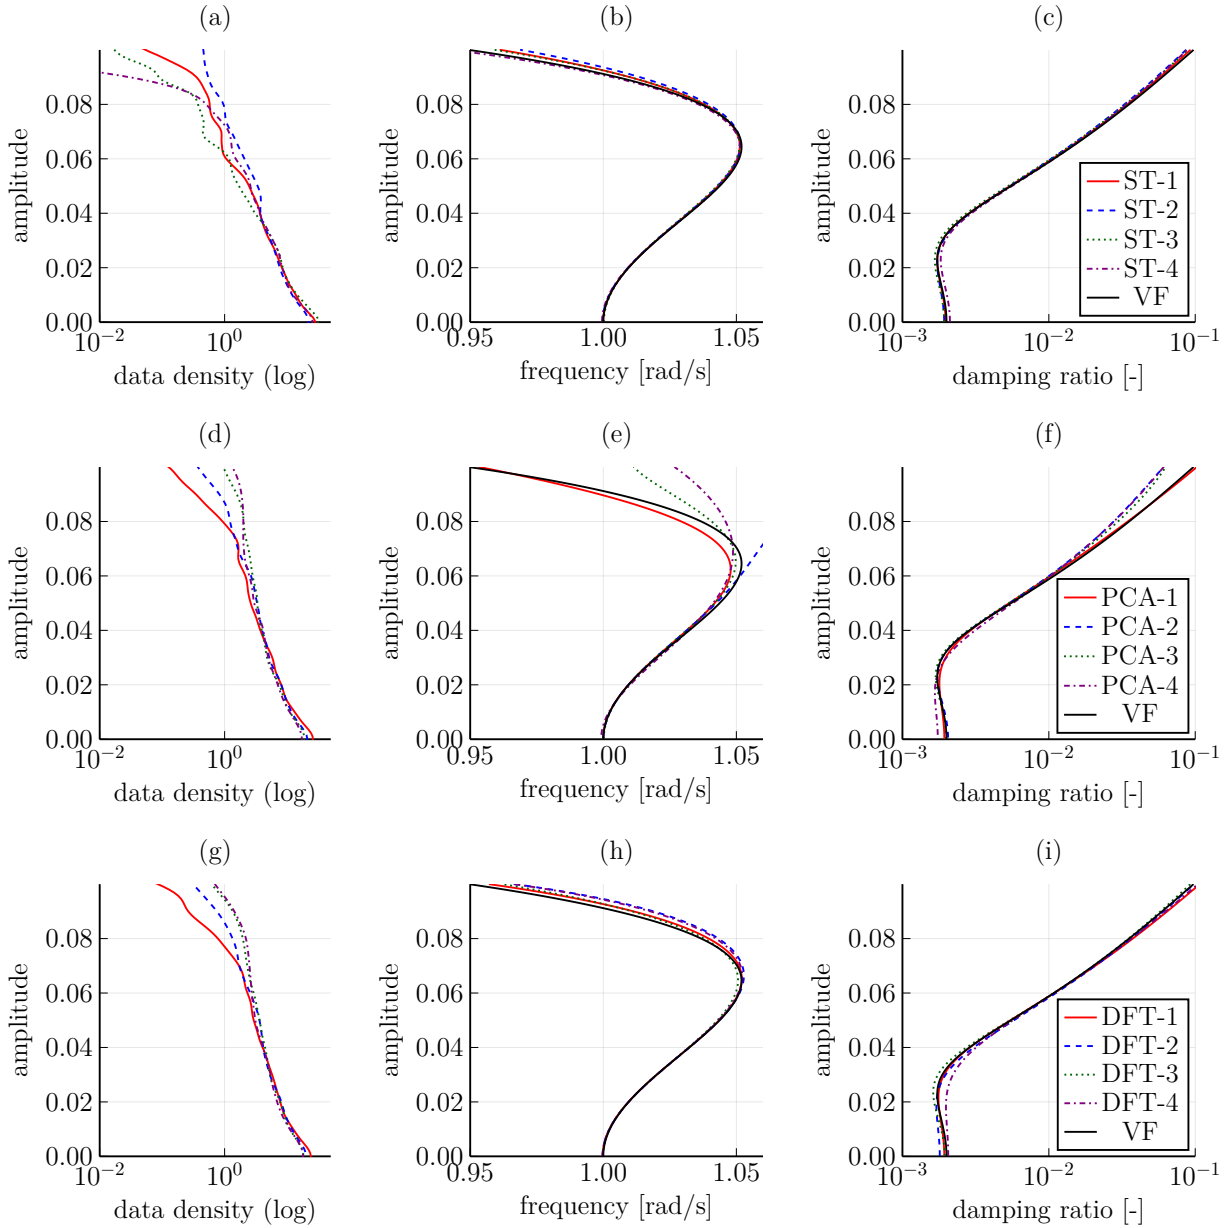 (a) (b) (c)
amplitude
0.08
0.06
0.04
0.02
0.00
10^-2 10^0
data density (log)
amplitude
0.08
0.06
0.04
0.02
0.00
0.95 1.00 1.05
frequency [rad/s]
amplitude
0.08
0.06
0.04
0.02
0.00
10^-3 10^-2 10^-1
damping ratio [-]
ST-1
ST-2
ST-3
ST-4
VF
(d) (e) (f)
amplitude
0.08
0.06
0.04
0.02
0.00
10^-2 10^0
data density (log)
amplitude
0.08
0.06
0.04
0.02
0.00
0.95 1.00 1.05
frequency [rad/s]
amplitude
0.08
0.06
0.04
0.02
0.00
10^-3 10^-2 10^-1
damping ratio [-]
PCA-1
PCA-2
PCA-3
PCA-4
VF
(g) (h) (i)
amplitude
0.08
0.06
0.04
0.02
0.00
10^-2 10^0
data density (log)
amplitude
0.08
0.06
0.04
0.02
0.00
0.95 1.00 1.05
frequency [rad/s]
amplitude
0.08
0.06
0.04
0.02
0.00
10^-3 10^-2 10^-1
damping ratio [-]
DFT-1
DFT-2
DFT-3
DFT-4
VF